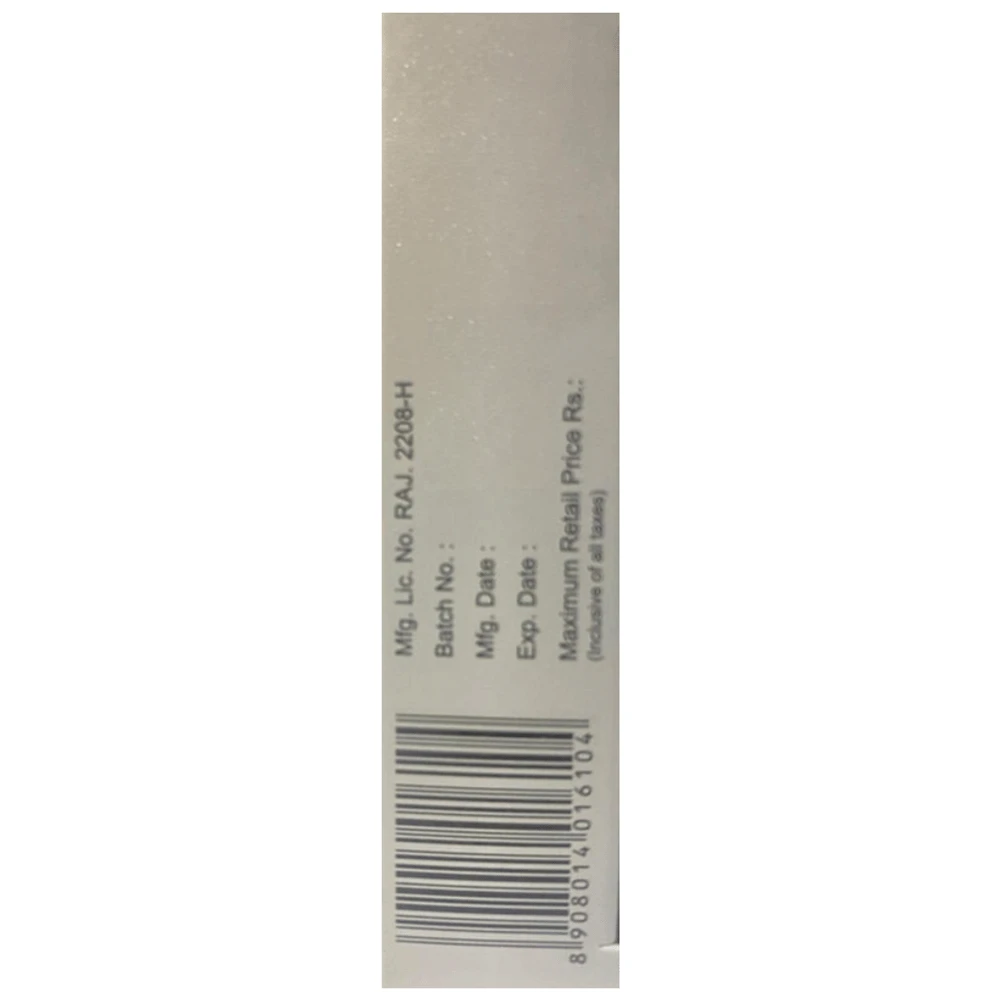 Mfg. Lic. No. RAJ. 2208-H
Batch No. :
Mfg. Date :
Exp. Date :
Maximum Retail Price Rs.:
(Inclusive of all taxes)
8 908014 016104